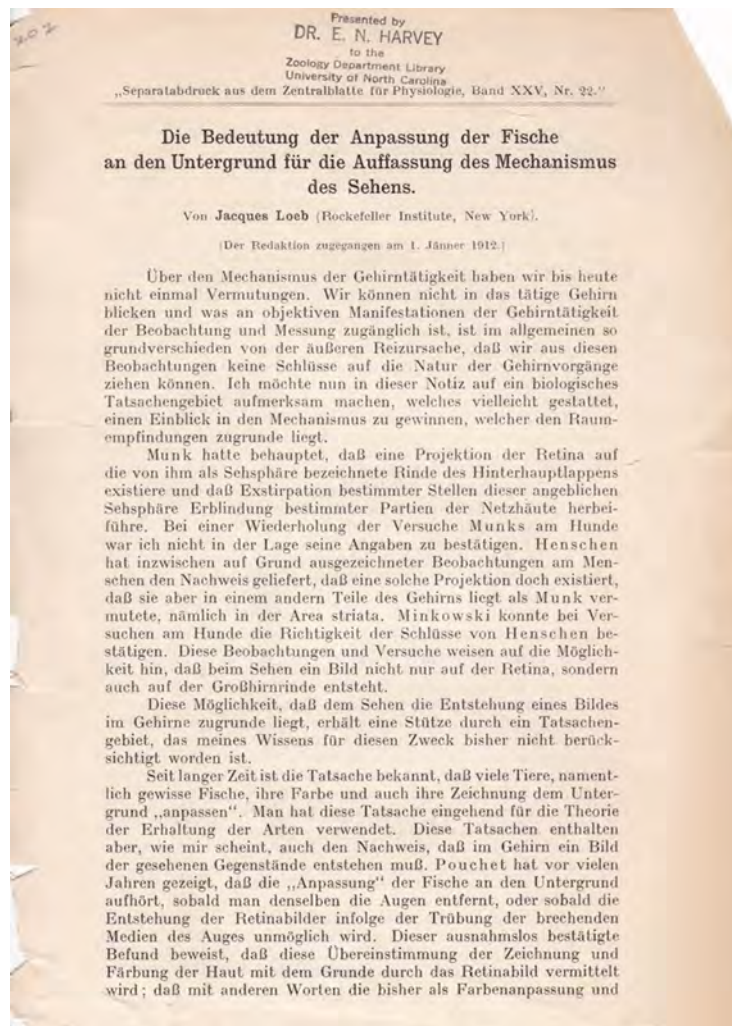 202
Presented by
DR. E. N. HARVEY
to the
Zoology Department Library
University of North Carolina
„Separatabdruck aus dem Zentralblatte für Physiologie, Band XXV, Nr. 22.“
Die Bedeutung der Anpassung der Fische
an den Untergrund für die Auffassung des Mechanismus
des Sehens.
Von Jacques Loeb (Rockefeller Institute, New York).
(Der Redaktion zugegangen am 1. Jänner 1912.)
Über den Mechanismus der Gehirntätigkeit haben wir bis heute
nicht einmal Vermutungen. Wir können nicht in das tätige Gehirn
blicken und was an objektiven Manifestationen der Gehirntätigkeit
der Beobachtung und Messung zugänglich ist, ist im allgemeinen so
grundverschieden von der äußeren Reizursache, daß wir aus diesen
Beobachtungen keine Schlüsse auf die Natur der Gehirnvorgänge
ziehen können. Ich möchte nun in dieser Notiz auf ein biologisches
Tatsachengebiet aufmerksam machen, welches vielleicht gestattet,
einen Einblick in den Mechanismus zu gewinnen, welcher den Raum-
empfindungen zugrunde liegt.
Munk hatte behauptet, daß eine Projektion der Retina auf
die von ihm als Sehsphäre bezeichnete Rinde des Hinterhauptlappens
existiere und daß Exstirpation bestimmter Stellen dieser angeblichen
Sehsphäre Erblindung bestimmter Partien der Netzhäute herbei-
führe. Bei einer Wiederholung der Versuche Munks am Hunde
war ich nicht in der Lage seine Angaben zu bestätigen. Henschen
hat inzwischen auf Grund ausgezeichneter Beobachtungen am Men-
schen den Nachweis geliefert, daß eine solche Projektion doch existiert,
daß sie aber in einem andern Teile des Gehirns liegt als Munk ver-
mutete, nämlich in der Area striata. Minkowski konnte bei Ver-
suchen am Hunde die Richtigkeit der Schlüsse von Henschen be-
stätigen. Diese Beobachtungen und Versuche weisen auf die Möglich-
keit hin, daß beim Sehen ein Bild nicht nur auf der Retina, sondern
auch auf der Großhirnrinde entsteht.
Diese Möglichkeit, daß dem Sehen die Entstehung eines Bildes
im Gehirne zugrunde liegt, erhält eine Stütze durch ein Tatsachen-
gebiet, das meines Wissens für diesen Zweck bisher nicht berück-
sichtigt worden ist.
Seit langer Zeit ist die Tatsache bekannt, daß viele Tiere, nament-
lich gewisse Fische, ihre Farbe und auch ihre Zeichnung dem Unter-
grund „anpassen“. Man hat diese Tatsache eingehend für die Theorie
der Erhaltung der Arten verwendet. Diese Tatsachen enthalten
aber, wie mir scheint, auch den Nachweis, daß im Gehirn ein Bild
der gesehenen Gegenstände entstehen muß. Pouchet hat vor vielen
Jahren gezeigt, daß die „Anpassung“ der Fische an den Untergrund
aufhört, sobald man denselben die Augen entfernt, oder sobald die
Entstehung der Retinabilder infolge der Trübung der brechenden
Medien des Auges unmöglich wird. Dieser ausnahmslos bestätigte
Befund beweist, daß diese Übereinstimmung der Zeichnung und
Färbung der Haut mit dem Grunde durch das Retinabild vermittelt
wird; daß mit anderen Worten die bisher als Farbenanpassung und